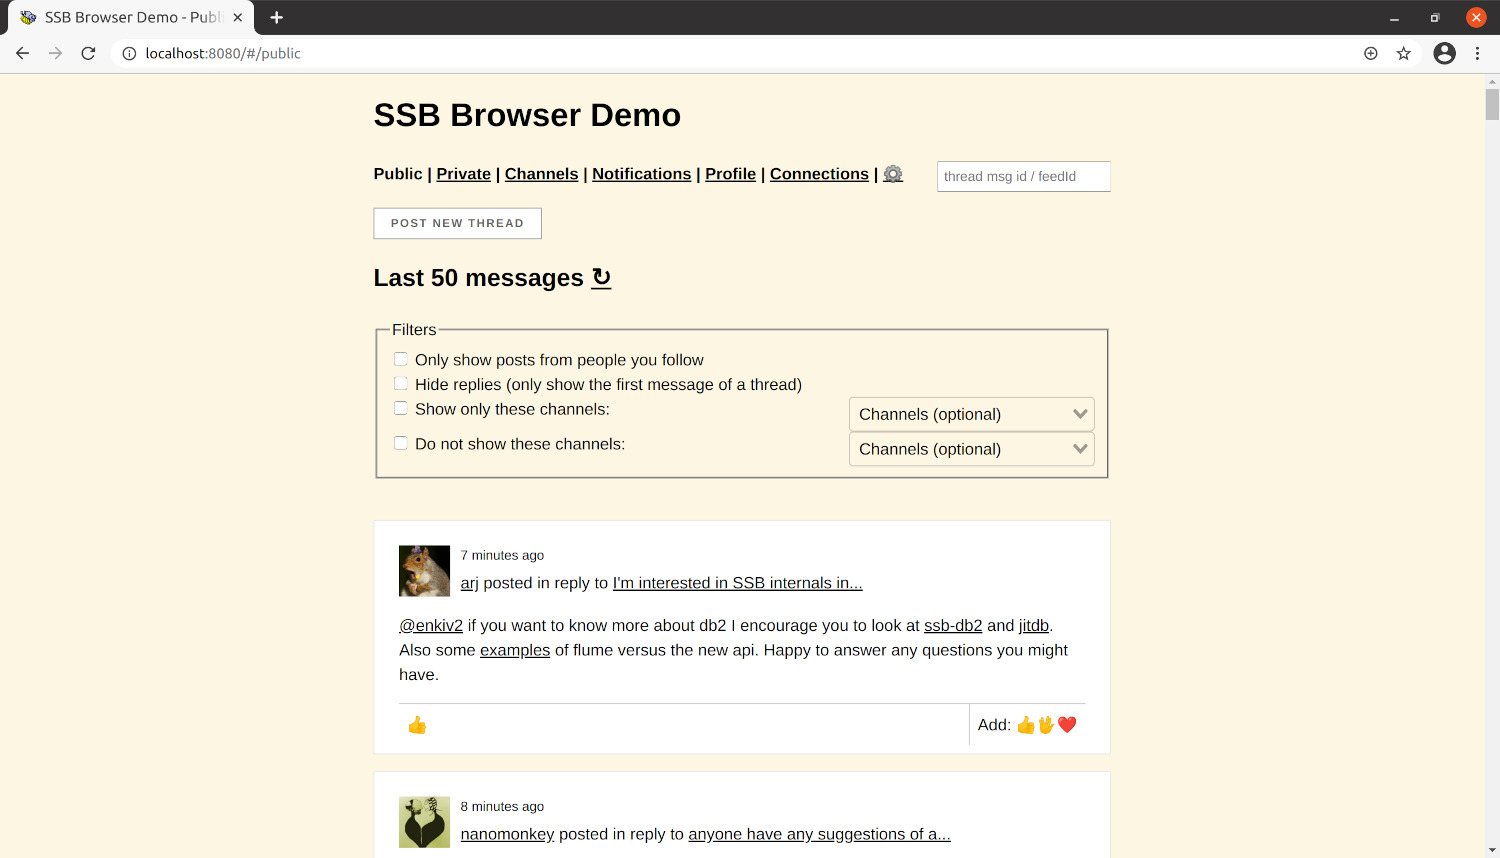 SSB Browser Demo - Publ
localhost:8080/#/public
SSB Browser Demo
Public | Private | Channels | Notifications | Profile | Connections |
thread msg id / feedId
POST NEW THREAD
Last 50 messages ↻
Filters
Only show posts from people you follow
Hide replies (only show the first message of a thread)
Show only these channels:
Channels (optional)
Do not show these channels:
Channels (optional)
7 minutes ago
arj posted in reply to I'm interested in SSB internals in...
@enkiv2 if you want to know more about db2 I encourage you to look at ssb-db2 and jitdb.
Also some examples of flume versus the new api. Happy to answer any questions you might
have.
👍
Add: 👍🖖❤️
8 minutes ago
nanomonkey posted in reply to anyone have any suggestions of a...